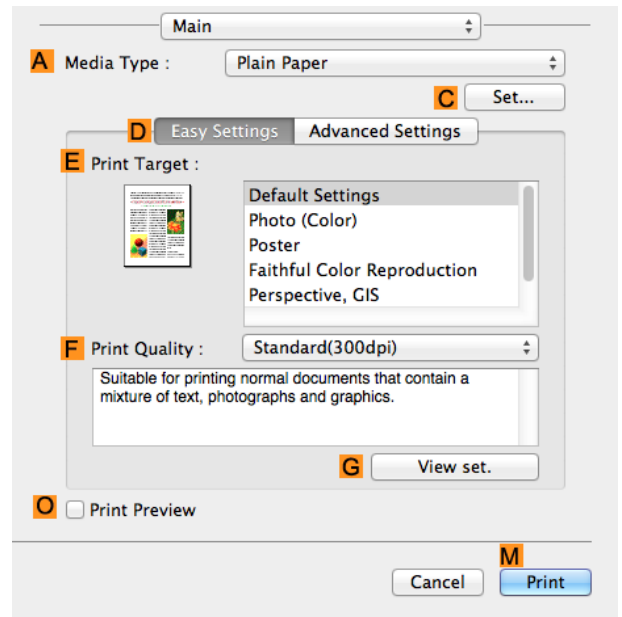 Main
A Media Type : Plain Paper
C Set...
D Easy Settings Advanced Settings
E Print Target :
Default Settings
Photo (Color)
Poster
Faithful Color Reproduction
Perspective, GIS
F Print Quality : Standard(300dpi)
Suitable for printing normal documents that contain a
mixture of text, photographs and graphics.
G View set.
O Print Preview
M
Cancel Print